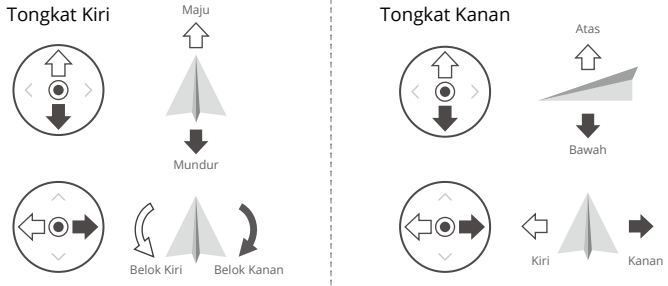 Tongkat Kiri
Maju
Mundur
Belok Kiri
Belok Kanan
Tongkat Kanan
Atas
Bawah
Kiri
Kanan